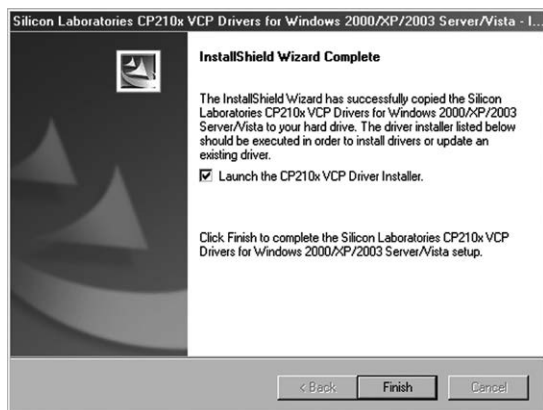 Silicon Laboratories CP210x VCP Drivers for Windows 2000/XP/2003 Server/Vista - I...
InstallShield Wizard Complete
The InstallShield Wizard has successfully copied the Silicon
Laboratories CP210x VCP Drivers for Windows 2000/XP/2003
Server/Vista to your hard drive. The driver installer listed below
should be executed in order to install drivers or update an
existing driver.
Launch the CP210x VCP Driver Installer.
Click Finish to complete the Silicon Laboratories CP210x VCP
Drivers for Windows 2000/XP/2003 Server/Vista setup.
< Back
Finish
Cancel